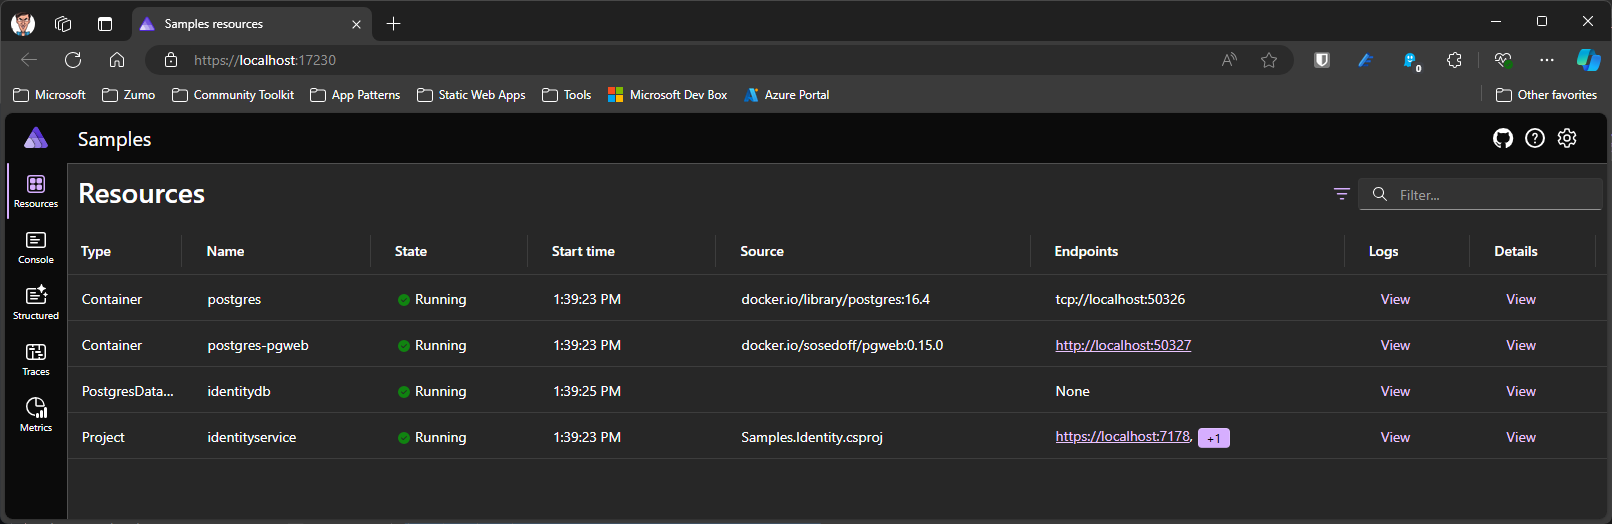 Samples resources
https://localhost:17230
0
Microsoft Zumo Community Toolkit App Patterns Static Web Apps Tools Microsoft Dev Box Azure Portal Other favorites
Samples
Resources
Console
Structured
Traces
Metrics
Resources
Filter...
Type Name State Start time Source Endpoints Logs Details
Container postgres Running 1:39:23 PM docker.io/library/postgres:16.4 tcp://localhost:50326 View View
Container postgres-pgweb Running 1:39:23 PM docker.io/sosedoff/pgweb:0.15.0 http://localhost:50327 View View
PostgresData... identitydb Running 1:39:25 PM None View View
Project identityservice Running 1:39:23 PM Samples.Identity.csproj https://localhost:7178, +1 View View